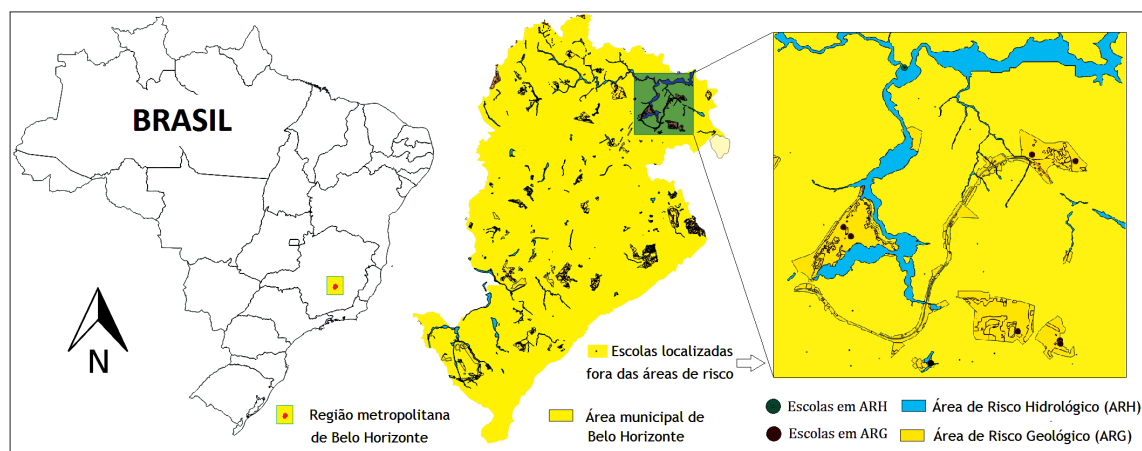 BRASIL
N
Região metropolitana
de Belo Horizonte
Escolas localizadas
fora das áreas de risco
Área municipal de
Belo Horizonte
Escolas em ARH
Área de Risco Hidrológico (ARH)
Escolas em ARG
Área de Risco Geológico (ARG)